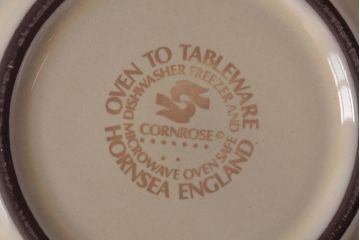 OVEN TO TABLEWARE
DISHWASHER FREEZER AND
CORNROSE ©
MICROWAVE OVEN SAFE
HORNSEA ENGLAND